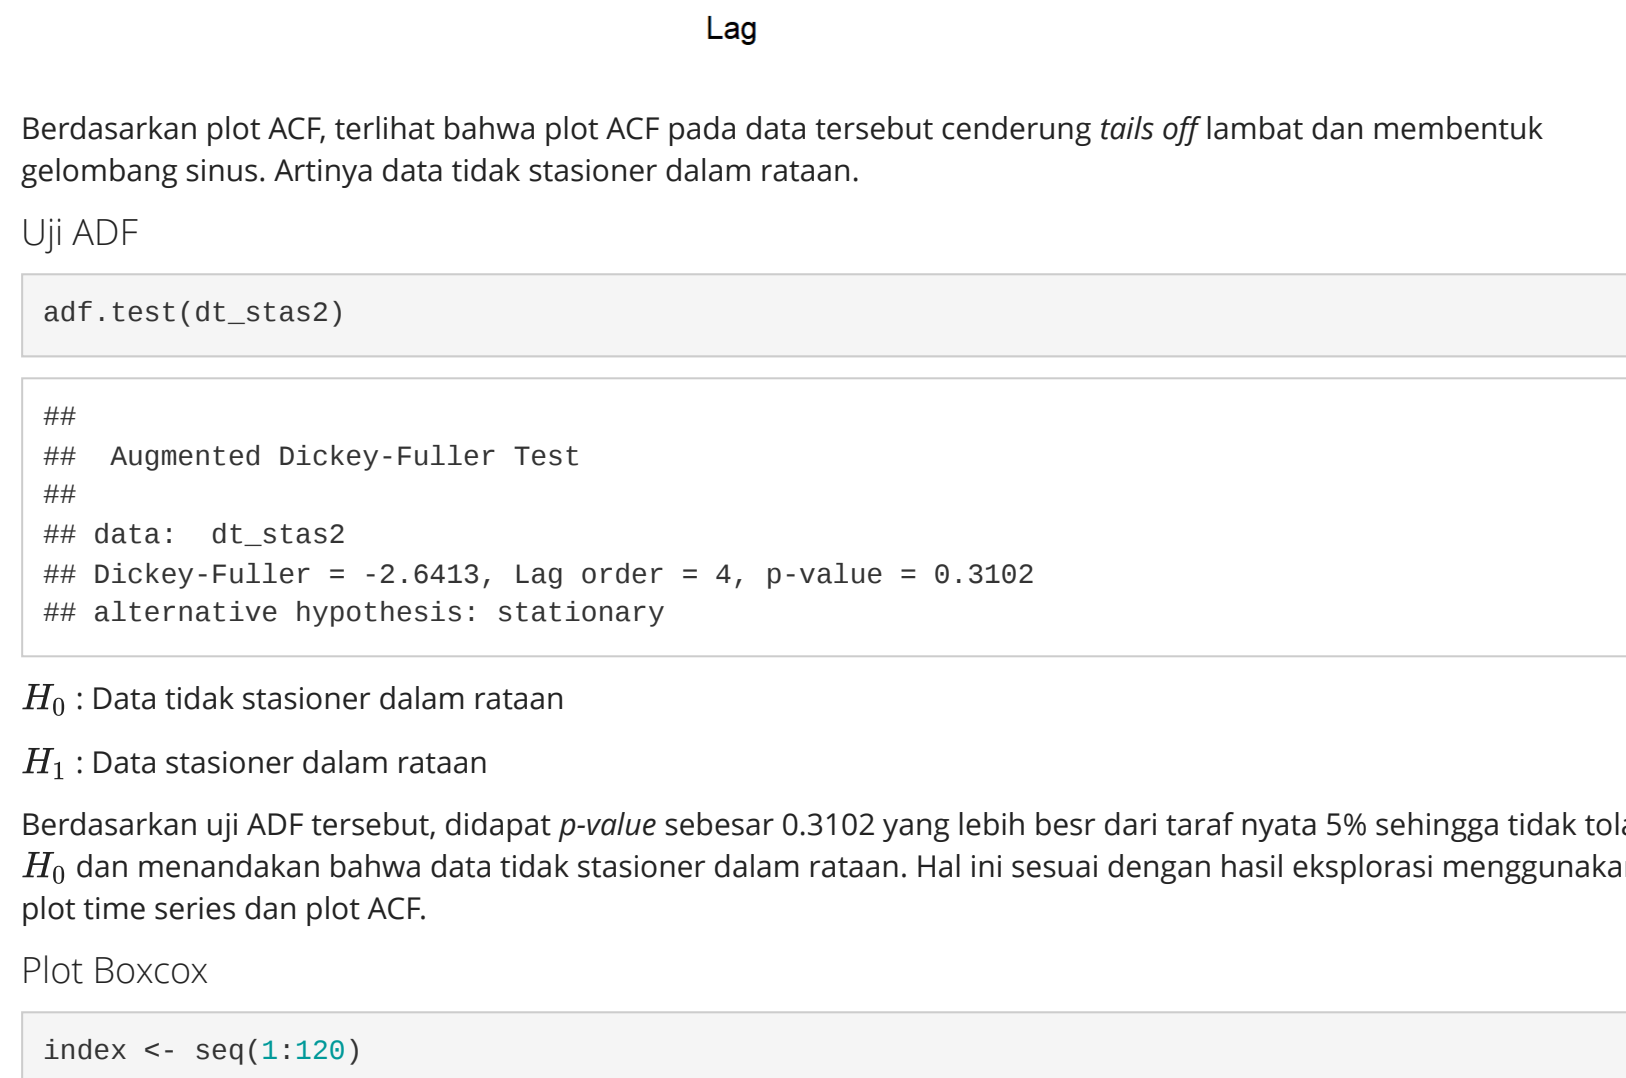 Lag
Berdasarkan plot ACF, terlihat bahwa plot ACF pada data tersebut cenderung tails off lambat dan membentuk
gelombang sinus. Artinya data tidak stasioner dalam rataan.
Uji ADF
adf.test(dt_stas2)
##
##  Augmented Dickey-Fuller Test
##
## data:  dt_stas2
## Dickey-Fuller = -2.6413, Lag order = 4, p-value = 0.3102
## alternative hypothesis: stationary
H₀ : Data tidak stasioner dalam rataan
H₁ : Data stasioner dalam rataan
Berdasarkan uji ADF tersebut, didapat p-value sebesar 0.3102 yang lebih besr dari taraf nyata 5% sehingga tidak
H₀ dan menandakan bahwa data tidak stasioner dalam rataan. Hal ini sesuai dengan hasil eksplorasi
plot time series dan plot ACF.
Plot Boxcox
index <- seq(1:120)